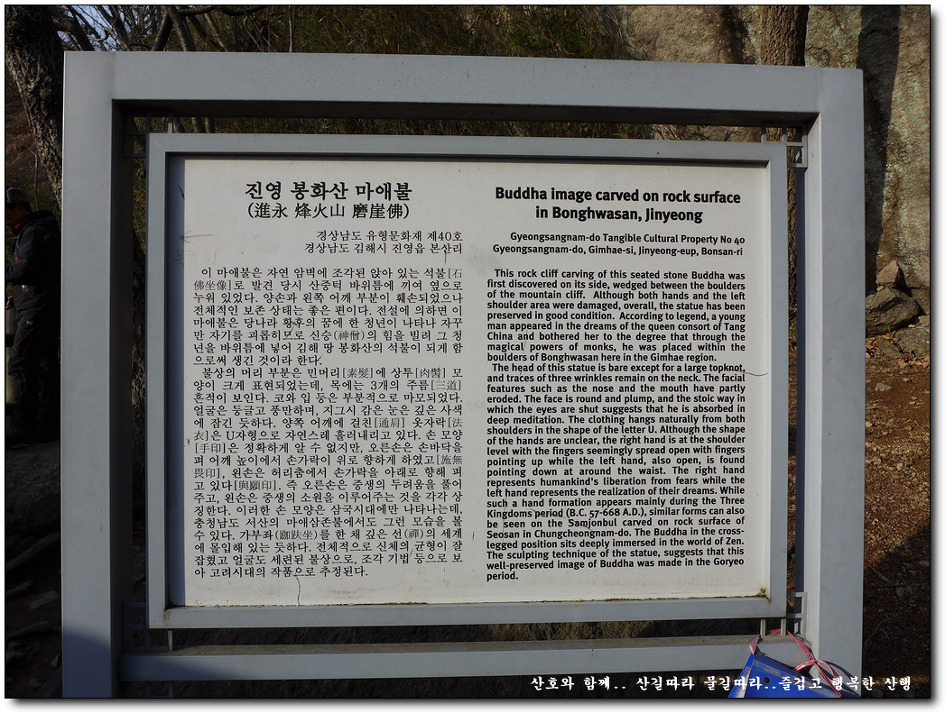 진영 봉화산 마애불
(進永 烽火山 磨崖佛)
경상남도 유형문화재 제40호
경상남도 김해시 진영읍 본산리
이 마애불은 자연 암벽에 조각된 앉아 있는 석불[石
佛坐像]로 발견 당시 산중턱 바위틈에 끼여 옆으로
누워 있었다. 양손과 왼쪽 어깨 부분이 훼손되었으나
전체적인 보존 상태는 좋은 편이다. 전설에 의하면 이
마애불은 당나라 황후의 꿈에 한 청년이 나타나 자꾸
만 자기를 괴롭히므로 신승(神僧)의 힘을 빌려 그 청
년을 바위틈에 넣어 김해 땅 봉화산의 석불이 되게 함
으로써 생긴 것이라 한다.
불상의 머리 부분은 민머리[素髮]에 상투[肉髻] 모
양이 크게 표현되었는데, 목에는 3개의 주름[三道]
흔적이 보인다. 코와 입 등은 부분적으로 마모되었다.
얼굴은 둥글고 풍만하며, 지그시 감은 눈은 깊은 사색
에 잠긴 듯하다. 양쪽 어깨에 걸친[通肩] 옷자락[法
衣]은 U자형으로 자연스레 흘러내리고 있다. 손 모양
[手印]은 정확하게 알 수 없지만, 오른손은 손바닥을
펴 어깨 높이에서 손가락이 위로 향하게 하였고[施無
畏印], 왼손은 허리춤에서 손가락을 아래로 향해 펴
고 있다[與願印]. 즉 오른손은 중생의 두려움을 풀어
주고, 왼손은 중생의 소원을 이루어주는 것을 각각 상
징한다. 이러한 손 모양은 삼국시대에만 나타나는데,
충청남도 서산의 마애삼존불에서도 그런 모습을 볼
수 있다. 가부좌(跏趺坐)를 한 채 깊은 선(禪)의 세계
에 몰입해 있는 듯하다. 전체적으로 신체의 균형이 잘
잡혔고 얼굴도 세련된 불상으로, 조각 기법 등으로 보
아 고려시대의 작품으로 추정된다.
Buddha image carved on rock surface
in Bonghwasan, Jinyeong
Gyeongsangnam-do Tangible Cultural Property No 40
Gyeongsangnam-do, Gimhae-si, Jinyeong-eup, Bonsan-ri
This rock cliff carving of this seated stone Buddha was
first discovered on its side, wedged between the boulders
of the mountain cliff. Although both hands and the left
shoulder area were damaged, overall, the statue has been
preserved in good condition. According to legend, a young
man appeared in the dreams of the queen consort of Tang
China and bothered her to the degree that through the
magical powers of monks, he was placed within the
boulders of Bonghwasan here in the Gimhae region.
The head of this statue is bare except for a large topknot,
and traces of three wrinkles remain on the neck. The facial
features such as the nose and the mouth have partly
eroded. The face is round and plump, and the stoic way in
which the eyes are shut suggests that he is absorbed in
deep meditation. The clothing hangs naturally from both
shoulders in the shape of the letter U. Although the shape
of the hands are unclear, the right hand is at the shoulder
level with the fingers seemingly spread open with fingers
pointing up while the left hand, also open, is found
pointing down at around the waist. The right hand
represents humankind's liberation from fears while the
left hand represents the realization of their dreams. While
such a hand formation appears mainly during the Three
Kingdoms period (B.C. 57-668 A.D.), similar forms can also
be seen on the Samjonbul carved on rock surface of
Seosan in Chungcheongnam-do. The Buddha in the cross-
legged position sits deeply immersed in the world of Zen.
The sculpting technique of the statue, suggests that this
well-preserved image of Buddha was made in the Goryeo
period.
산호와 함께.. 산길따라 물길따라..즐겁고 행복한 산행